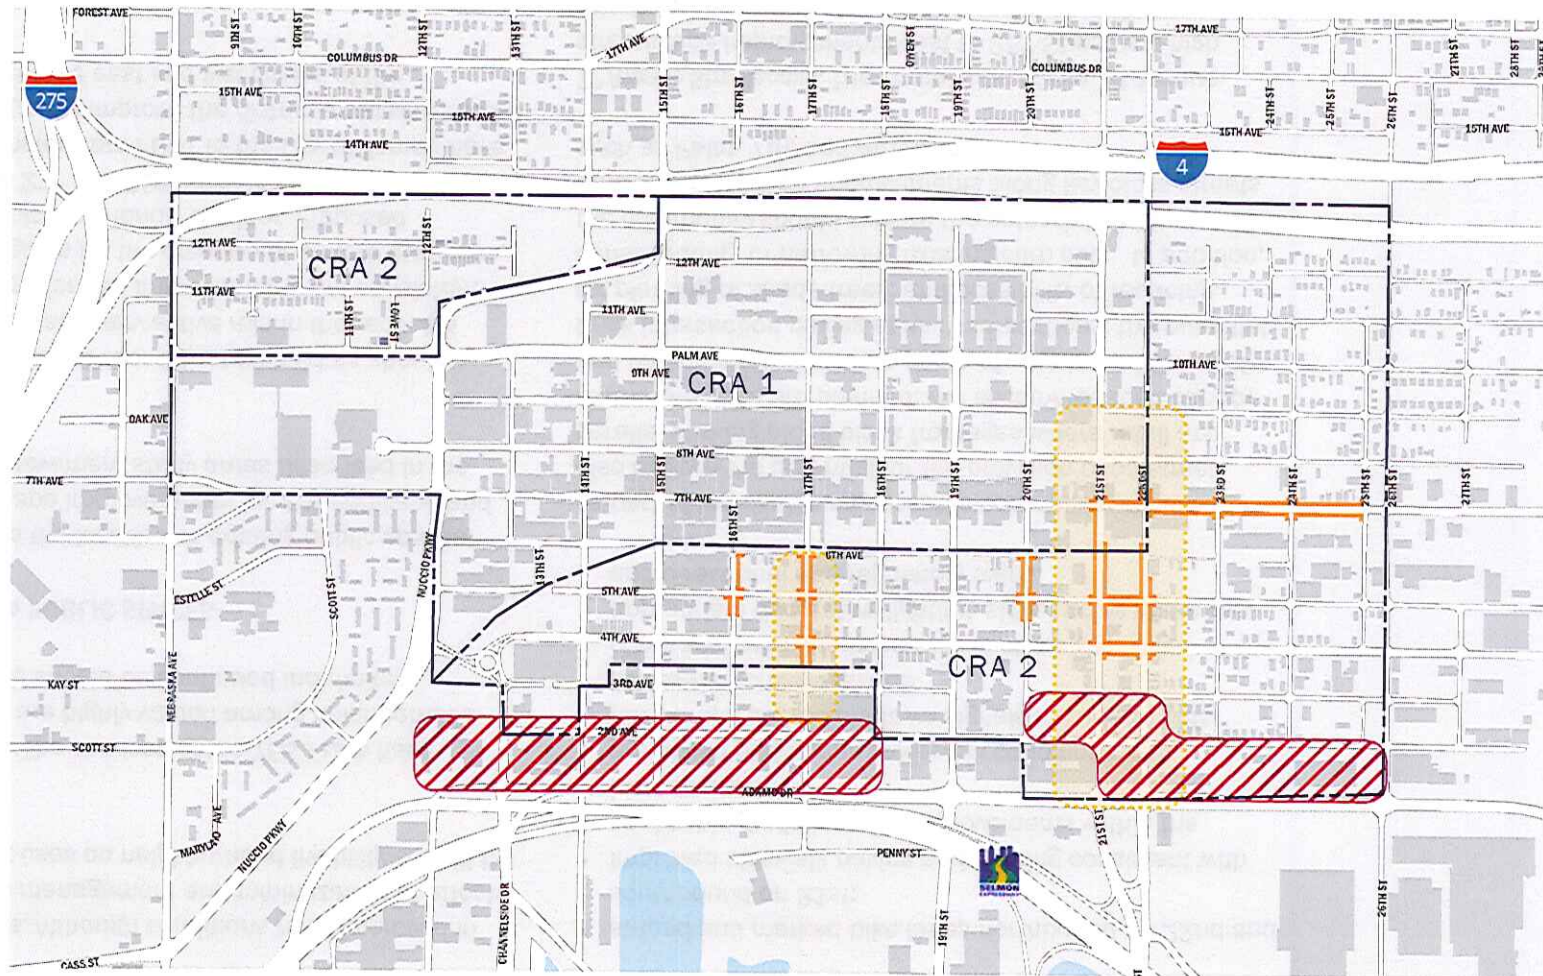 FOREST AVE
9TH ST
10TH ST
12TH ST
13TH ST
17TH AVE
OWEN ST
17TH AVE
27TH ST
28TH ST
COLUMBUS DR
COLUMBUS DR
275
15TH AVE
15TH AVE
14TH AVE
15TH ST
16TH ST
17TH ST
19TH ST
20TH ST
24TH ST
25TH ST
26TH ST
15TH AVE
15TH AVE
4
12TH AVE
12TH ST
CRA 2
11TH AVE
11TH ST
12TH AVE
11TH AVE
PALM AVE
9TH AVE
CRA 1
10TH AVE
OAK AVE
8TH AVE
7TH AVE
7TH AVE
14TH ST
15TH ST
16TH ST
17TH ST
19TH ST
20TH ST
21ST ST
22ND ST
23RD ST
24TH ST
25TH ST
26TH ST
27TH ST
NUCCIO PKWY
13TH ST
6TH AVE
5TH AVE
ESTELLE ST
SCOTT ST
4TH AVE
CRA 2
3RD AVE
KAY ST
NEBRASKA AVE
SCOTT ST
2ND AVE
ADAMO DR
MARYLAND AVE
NUCCIO PKWY
PENNY ST
21ST ST
SELMON
EXPRESSWAY
CHANNELSIDE DR
19TH ST
26TH ST
CASS ST